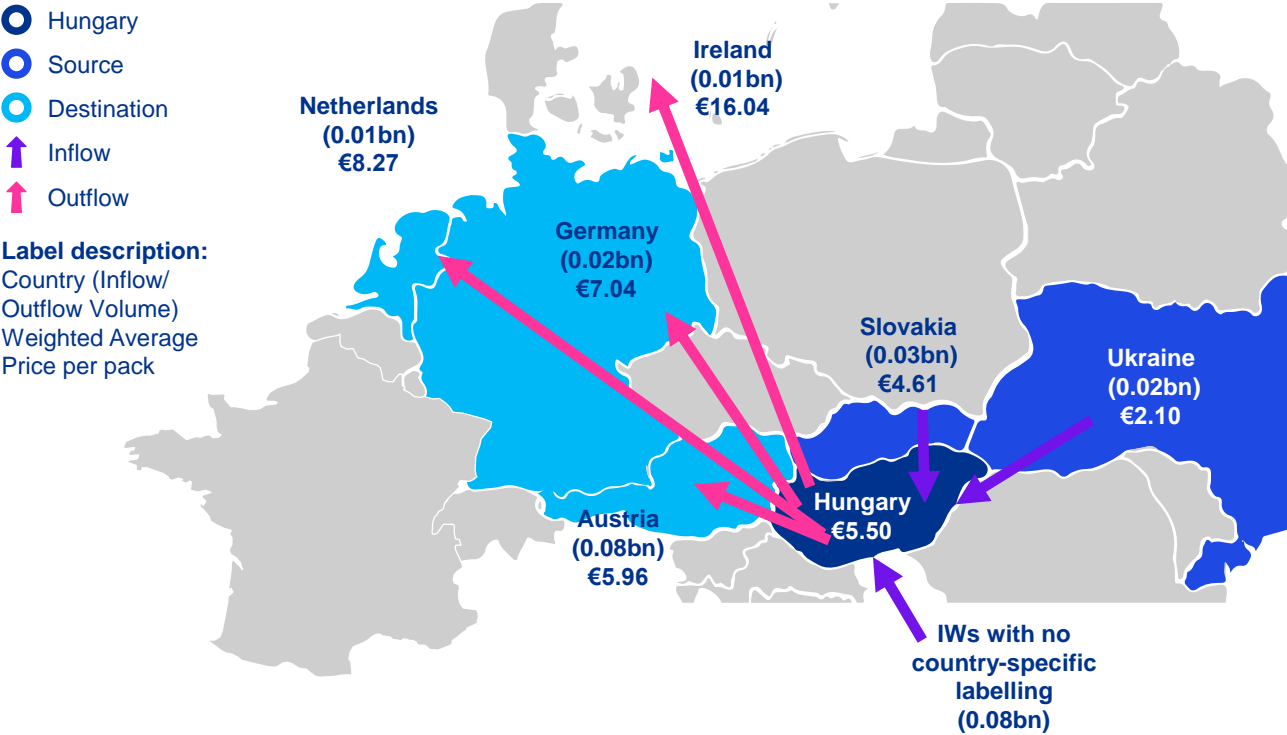 Hungary
Source
Destination
Inflow
Outflow
Label description:
Country (Inflow/
Outflow Volume)
Weighted Average
Price per pack
Netherlands
(0.01bn)
€8.27
Ireland
(0.01bn)
€16.04
Germany
(0.02bn)
€7.04
Slovakia
(0.03bn)
€4.61
Ukraine
(0.02bn)
€2.10
Hungary
€5.50
Austria
(0.08bn)
€5.96
IWs with no
country-specific
labelling
(0.08bn)